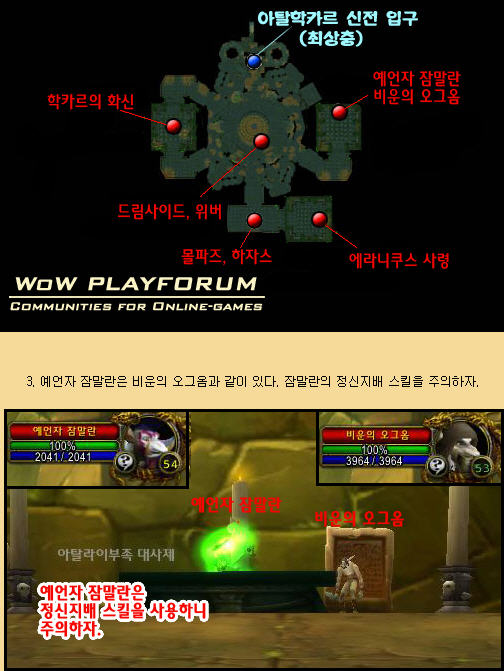 아탈학카르 신전 입구
(최상층)
예언자 잠말란
비운의 오그옴
학카르의 화신
드림사이드, 위버
몰파즈, 하자스
에라니쿠스 사령
WoW PLAYFORUM
COMMUNITIES FOR ONLINE-GAMES
3. 예언자 잠말란은 비운의 오그옴과 같이 있다. 잠말란의 정신지배 스킬을 주의하자.
예언자 잠말란
100%
2041 / 2041
54
비운의 오그옴
100%
3964 / 3964
53
예언자 잠말란
비운의 오그옴
아탈라이부족 대사제
예언자 잠말란은
정신지배 스킬을 사용하니
주의하자.